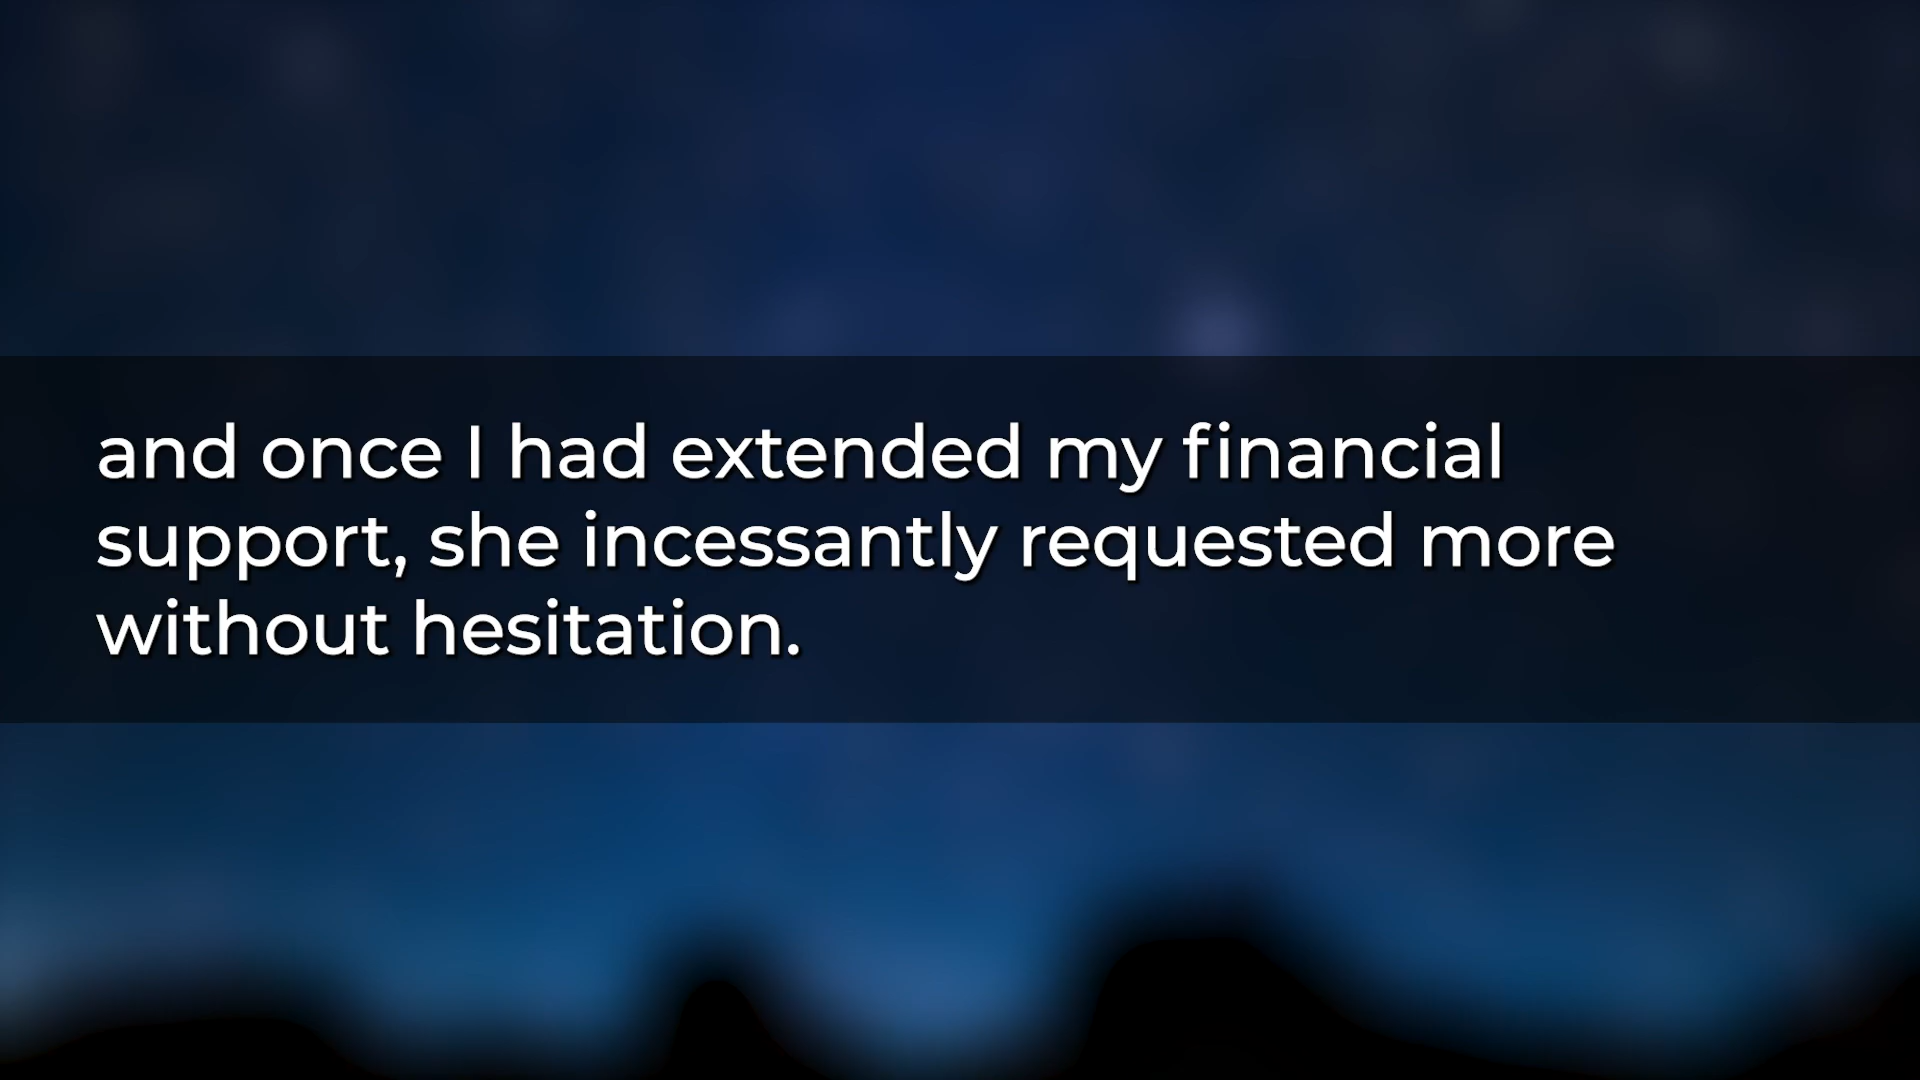 and once I had extended my financial
support, she incessantly requested more
without hesitation.